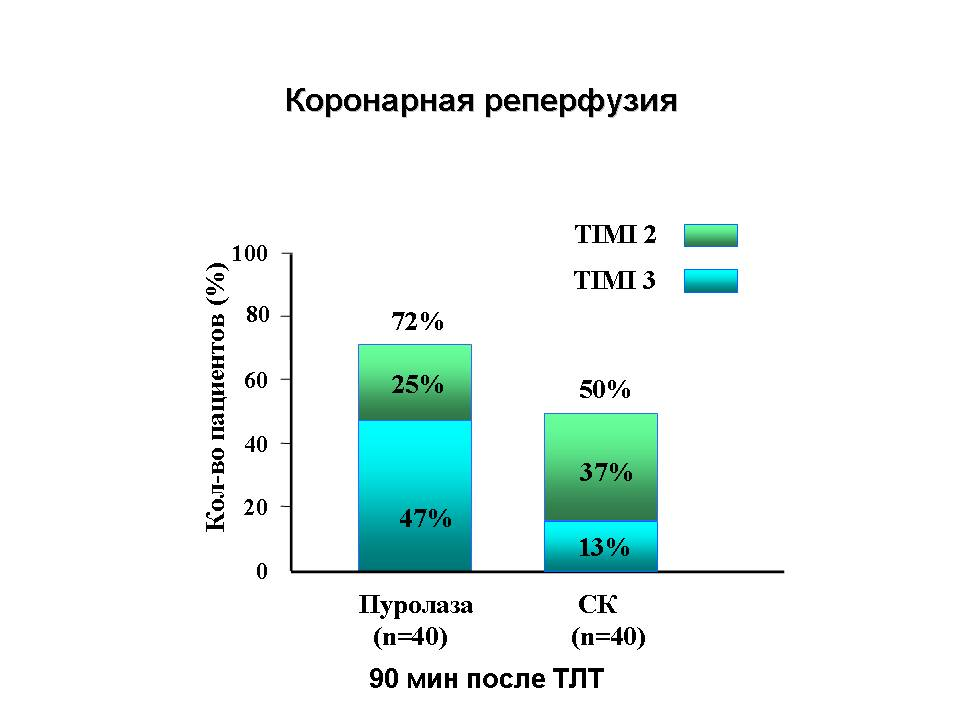 Коронарная реперфузия
TIMI 2
TIMI 3
Кол-во пациентов (%)
100
80
60
40
20
0
72%
25%
47%
50%
37%
13%
Пуролаза
(n=40)
СК
(n=40)
90 мин после ТЛТ